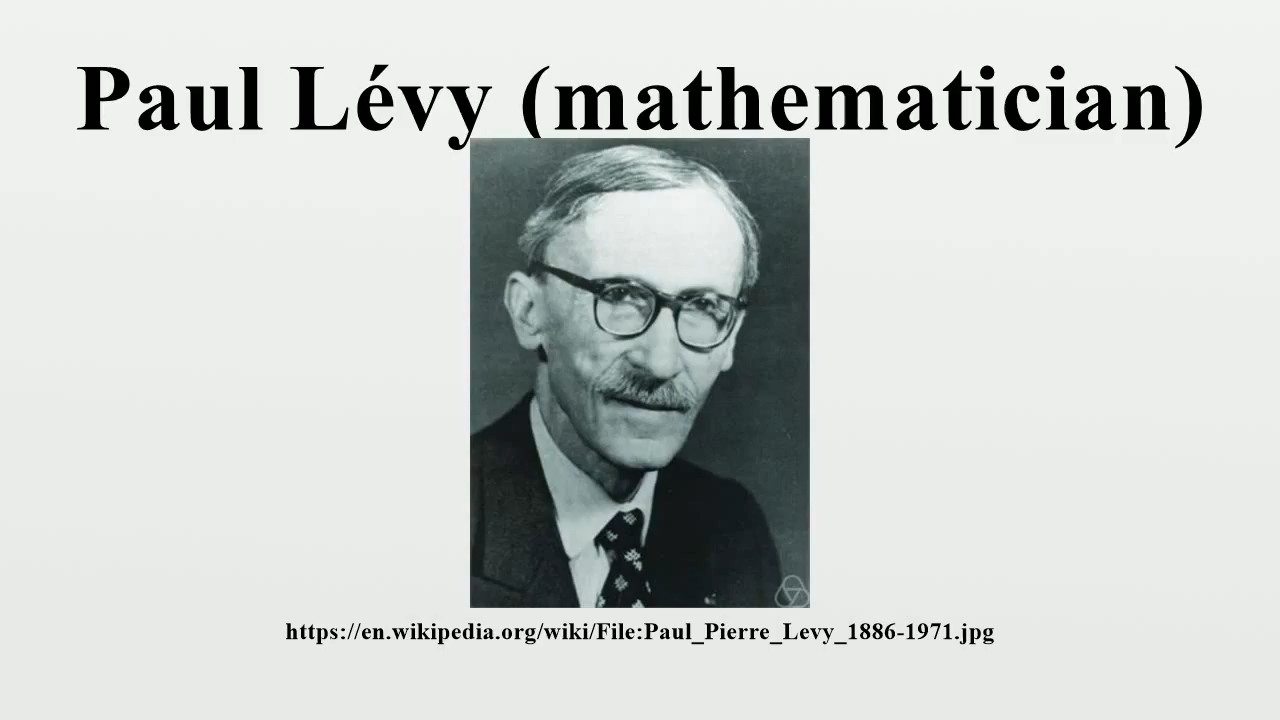 Paul Lévy (mathematician)
https://en.wikipedia.org/wiki/File:Paul_Pierre_Levy_1886-1971.jpg